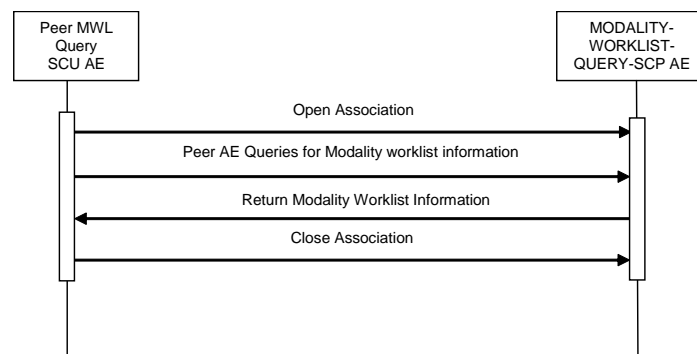 Peer MWL
Query
SCU AE
MODALITY-
WORKLIST-
QUERY-SCP AE
Open Association
Peer AE Queries for Modality worklist information
Return Modality Worklist Information
Close Association